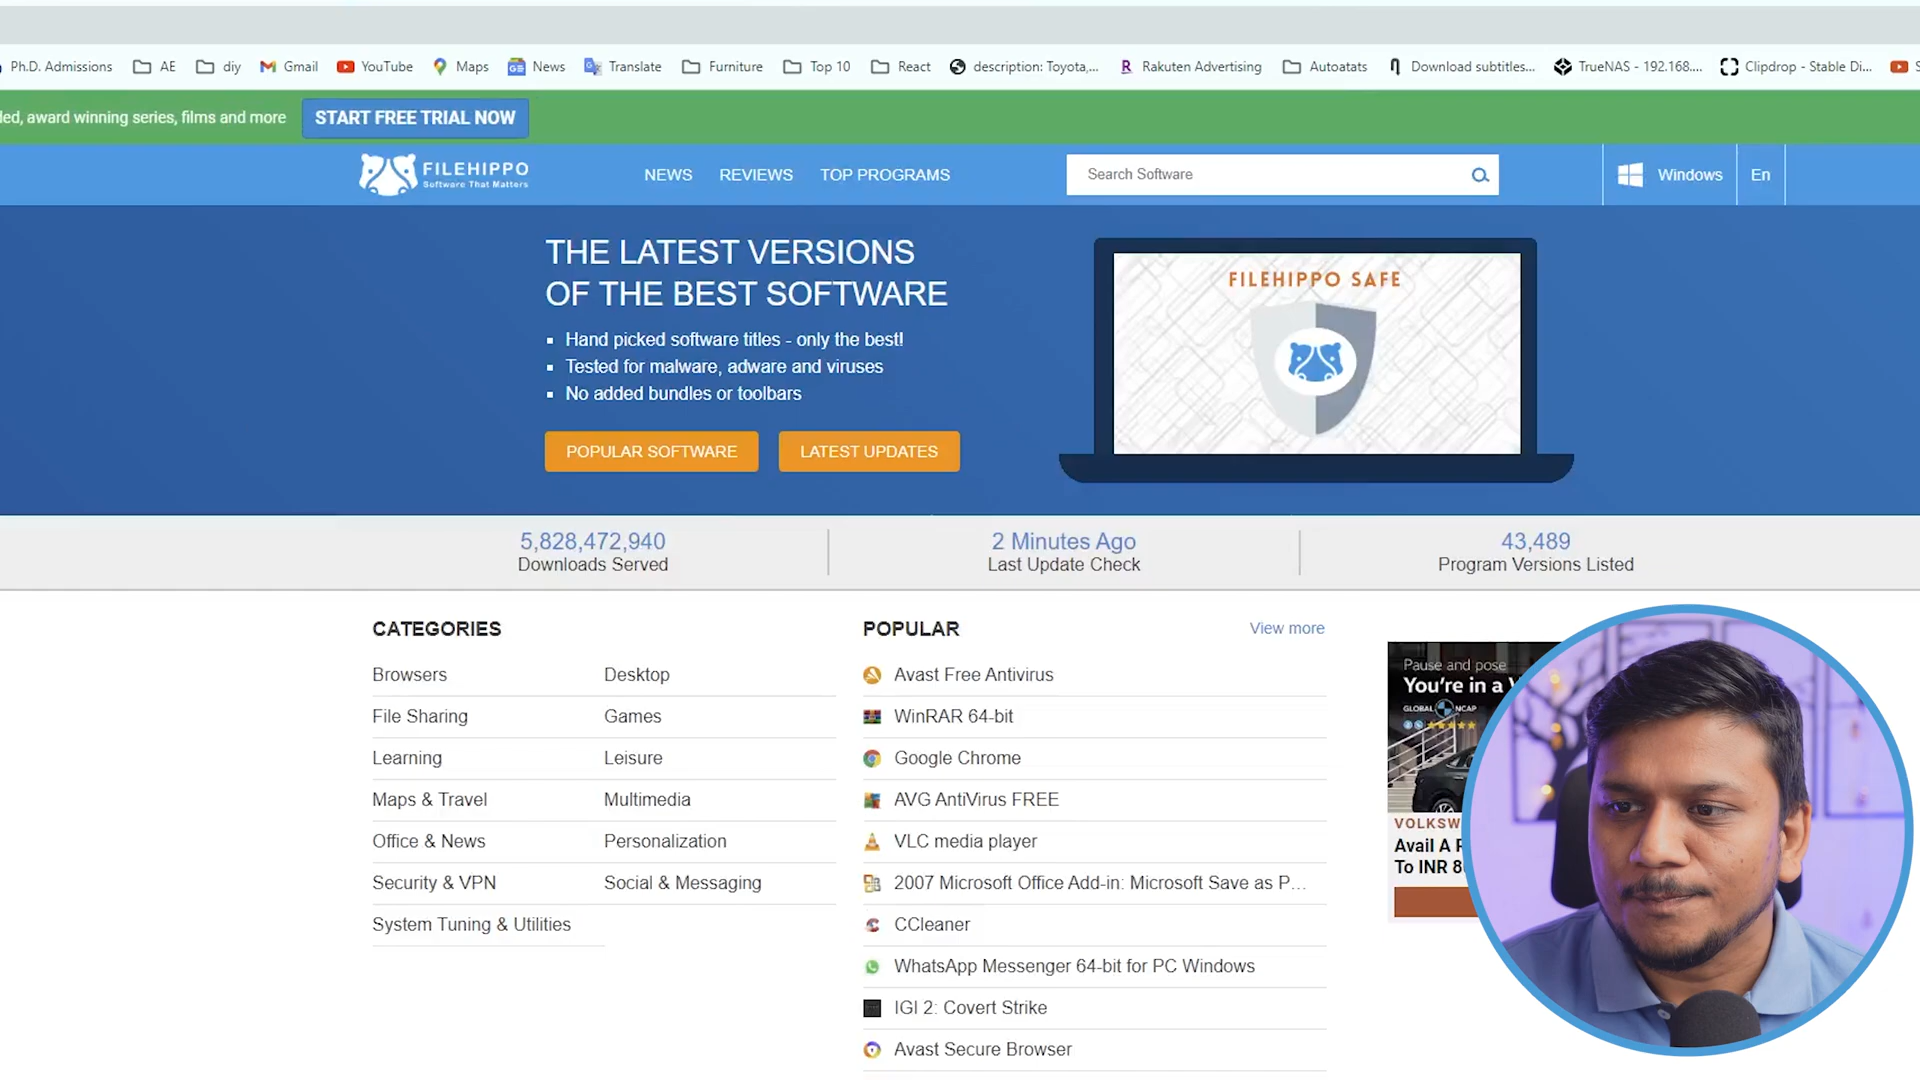 Ph.D. Admissions AE diy Gmail YouTube Maps News Translate Furniture Top 10 React description: Toyota,... Rakuten Advertising Autoatats Download subtitles... TrueNAS - 192.168.... Clipdrop - Stable Di...
award winning series, films and more START FREE TRIAL NOW
FILEHIPPO
Software That Matters
NEWS REVIEWS TOP PROGRAMS Search Software Windows En
THE LATEST VERSIONS
OF THE BEST SOFTWARE
Hand picked software titles - only the best!
Tested for malware, adware and viruses
No added bundles or toolbars
POPULAR SOFTWARE LATEST UPDATES
FILEHIPPO SAFE
5,828,472,940
Downloads Served
2 Minutes Ago
Last Update Check
43,489
Program Versions Listed
CATEGORIES
Browsers Desktop
File Sharing Games
Learning Leisure
Maps & Travel Multimedia
Office & News Personalization
Security & VPN Social & Messaging
System Tuning & Utilities
POPULAR View more
Avast Free Antivirus
WinRAR 64-bit
Google Chrome
AVG AntiVirus FREE
VLC media player
2007 Microsoft Office Add-in: Microsoft Save as P...
CCleaner
WhatsApp Messenger 64-bit for PC Windows
IGI 2: Covert Strike
Avast Secure Browser
Pause and pose
You're in a
GLOBAL NCAP
VOLKSW
Avail A
To INR 8